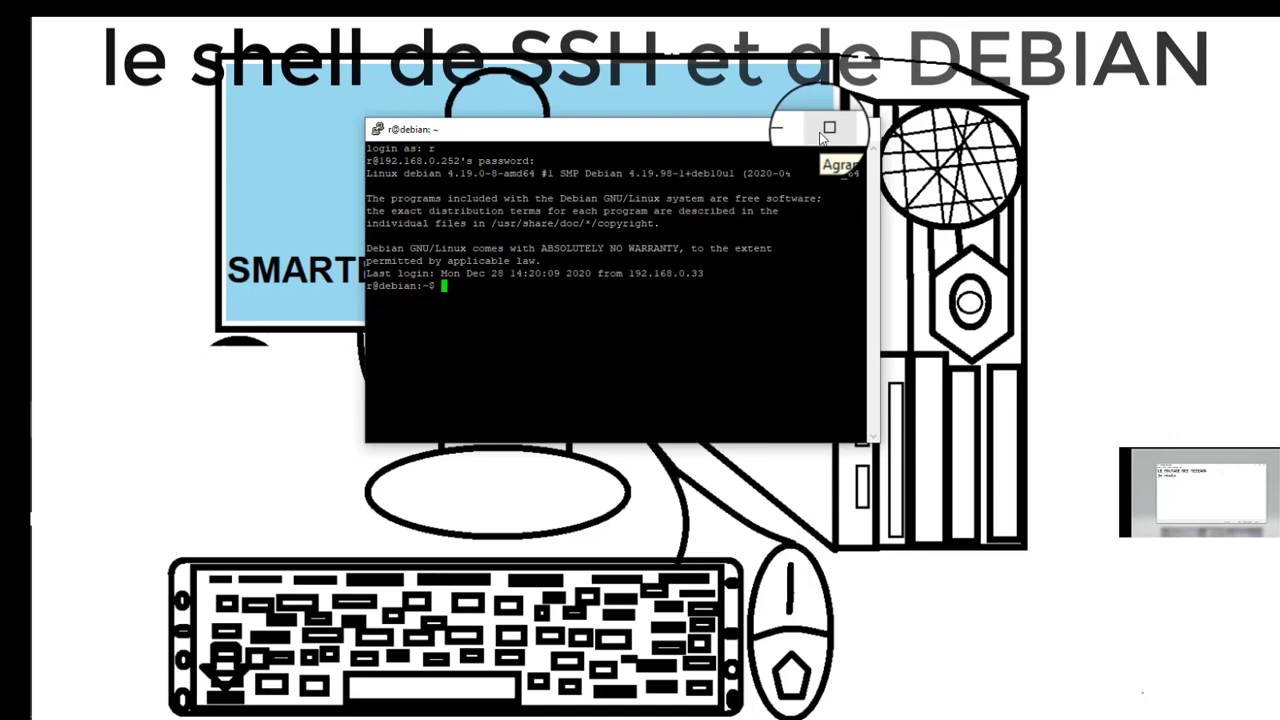 le shell de SSH et de DEBIAN
r@debian: ~
login as: r
r@192.168.0.252's password:
Linux debian 4.19.0-8-amd64 #1 SMP Debian 4.19.98-1+deb10u1 (2020-04
The programs included with the Debian GNU/Linux system are free software;
the exact distribution terms for each program are described in the
individual files in /usr/share/doc/*/copyright.
Debian GNU/Linux comes with ABSOLUTELY NO WARRANTY, to the extent
permitted by applicable law.
Last login: Mon Dec 28 14:20:09 2020 from 192.168.0.33
r@debian:~$